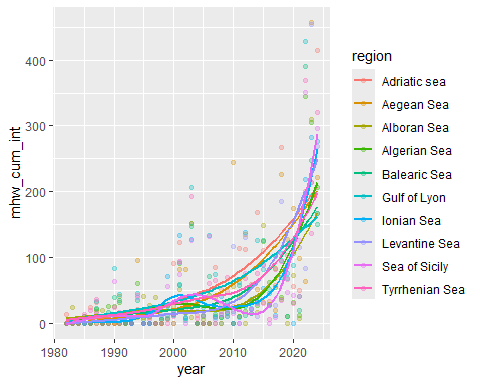 mhw_cum_int
400
300
200
100
0
1980
1990
2000
2010
2020
year
region
Adriatic sea
Aegean Sea
Alboran Sea
Algerian Sea
Balearic Sea
Gulf of Lyon
Ionian Sea
Levantine Sea
Sea of Sicily
Tyrrhenian Sea